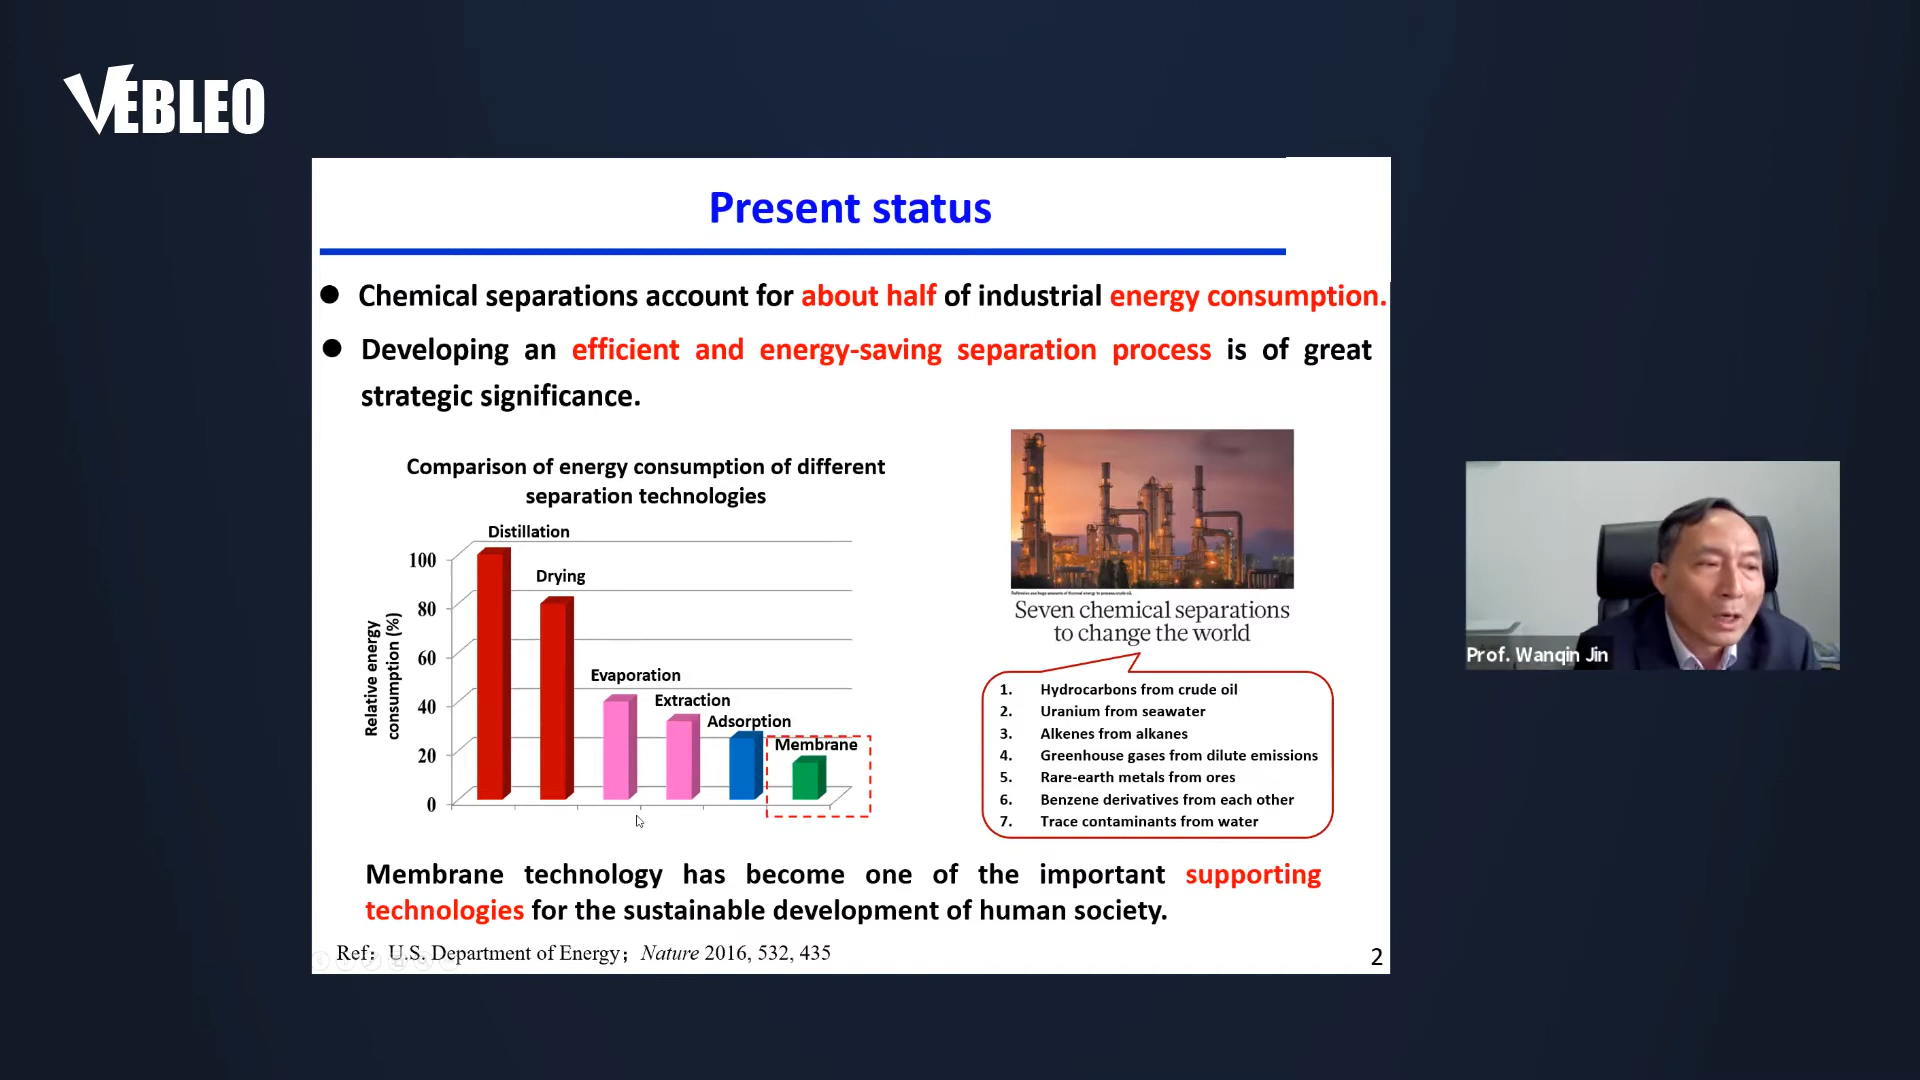 VEBLEO
Present status
● Chemical separations account for about half of industrial energy consumption.
● Developing an efficient and energy-saving separation process is of great
strategic significance.
Comparison of energy consumption of different
separation technologies
Distillation
Drying
Evaporation
Extraction
Adsorption
Membrane
Relative energy
consumption (%)
100
80
60
40
20
0
Seven chemical separations
to change the world
1. Hydrocarbons from crude oil
2. Uranium from seawater
3. Alkenes from alkanes
4. Greenhouse gases from dilute emissions
5. Rare-earth metals from ores
6. Benzene derivatives from each other
7. Trace contaminants from water
Membrane technology has become one of the important supporting
technologies for the sustainable development of human society.
Ref：U.S. Department of Energy；Nature 2016, 532, 435
2
Prof. Wanqin Jin